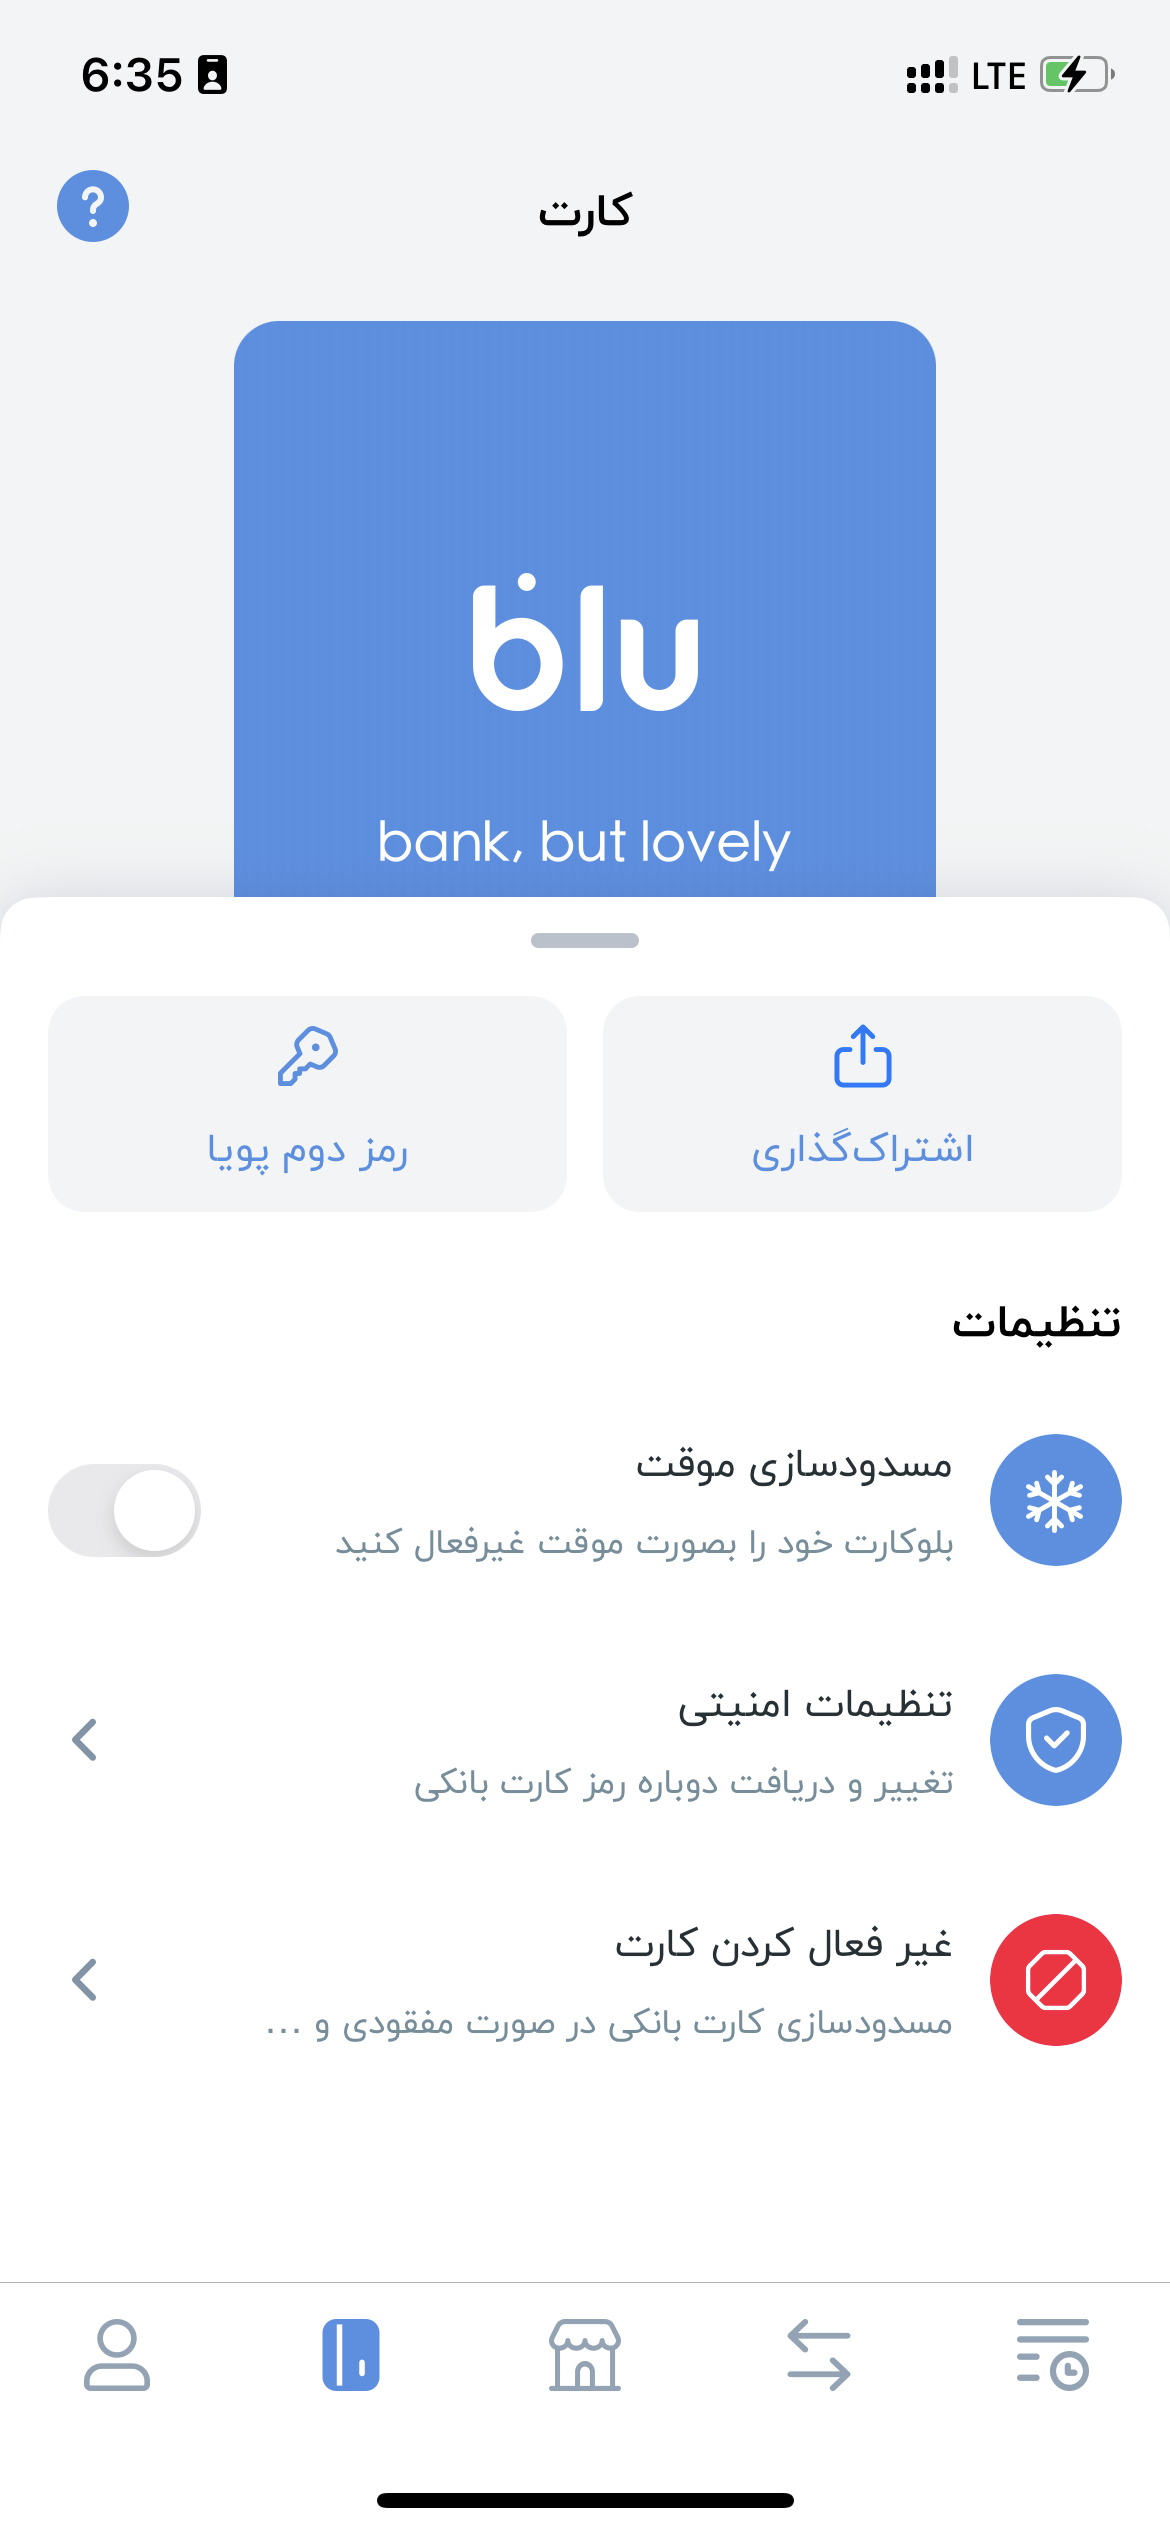 6:35
LTE
کارت
blu
bank, but lovely
اشتراک‌گذاری
رمز دوم پویا
تنظیمات
مسدودسازی موقت
بلوکارت خود را بصورت موقت غیرفعال کنید
تنظیمات امنیتی
تغییر و دریافت دوباره رمز کارت بانکی
غیر فعال کردن کارت
مسدودسازی کارت بانکی در صورت مفقودی و ...